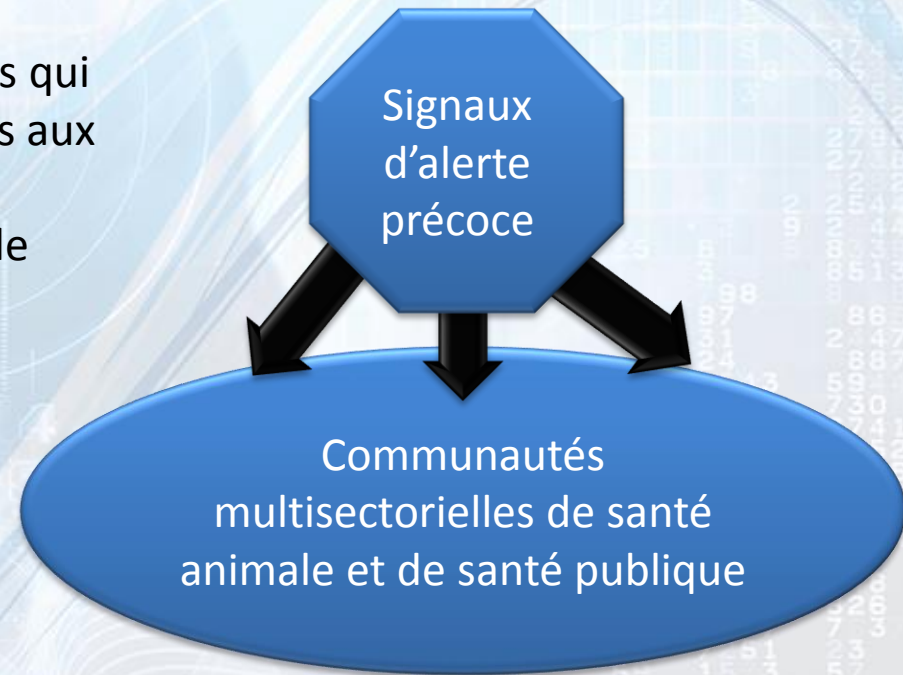 s qui
s aux
le
Signaux
d’alerte
précoce
Communautés
multisectorielles de santé
animale et de santé publique